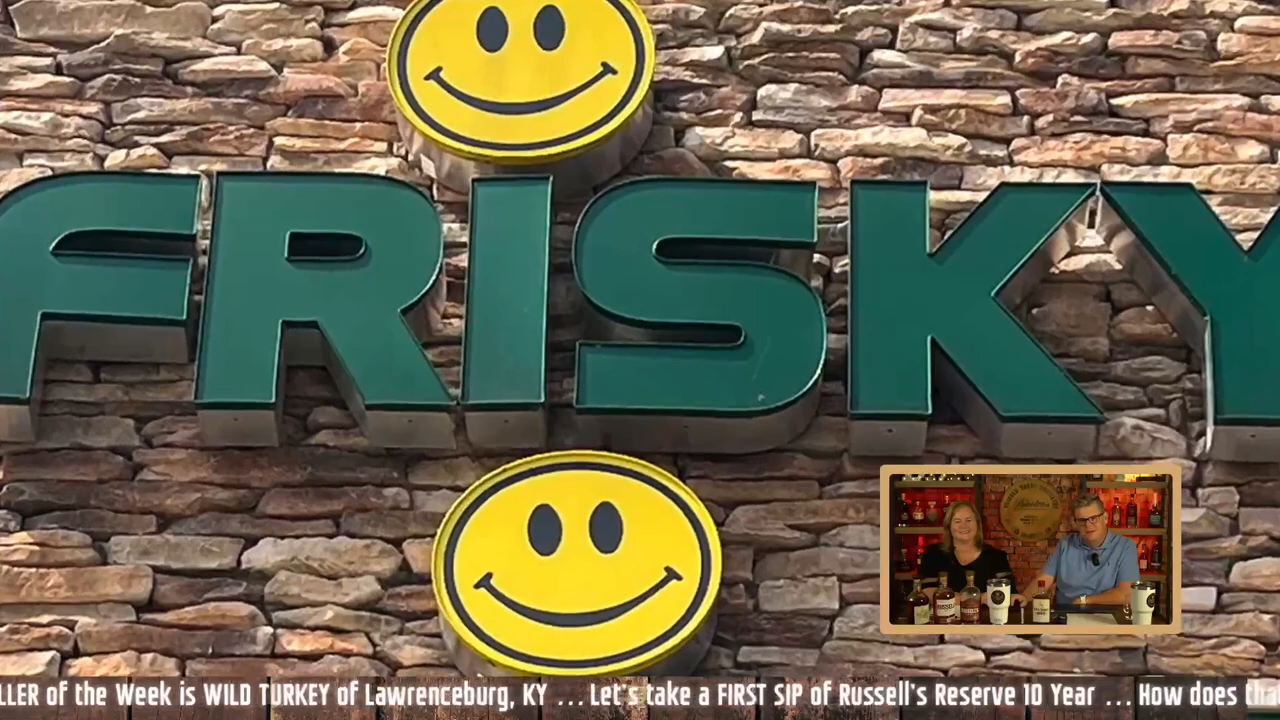 FRISKY
LLER of the Week is WILD TURKEY of Lawrenceburg, KY ... Let's take a FIRST SIP of Russell's Reserve 10 Year ... How does tha